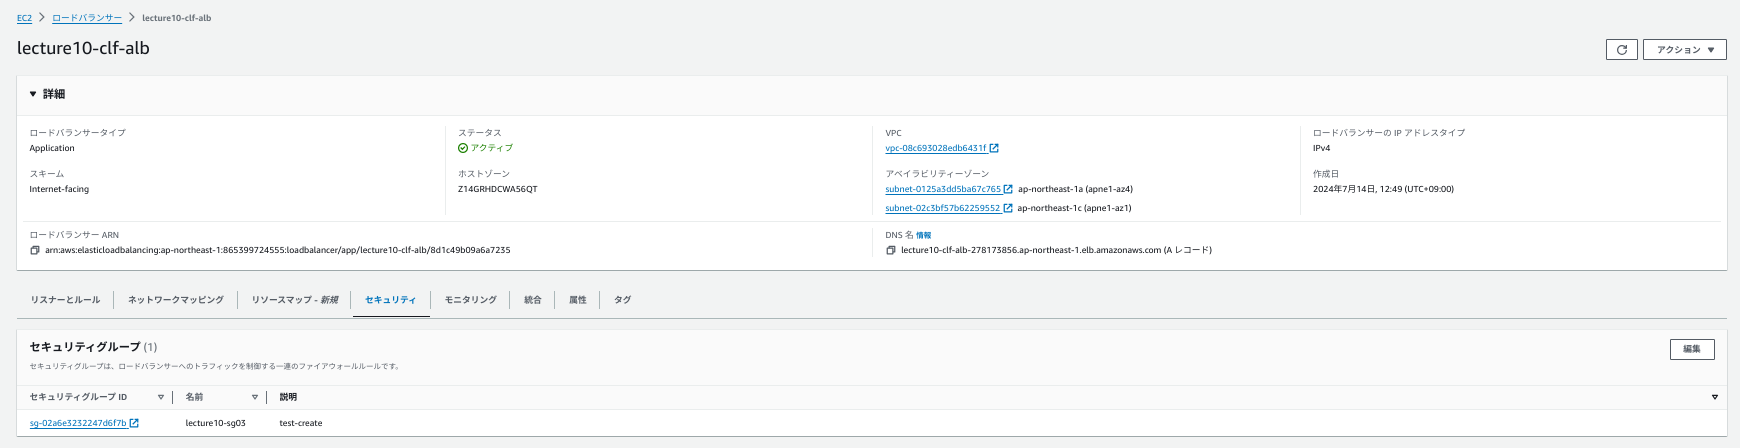 EC2 > ロードバランサー > lecture10-clf-alb
lecture10-clf-alb
アクション ▼
▼ 詳細
ロードバランサータイプ
Application
ステータス
アクティブ
VPC
vpc-08c693028edb6431f
ロードバランサーの IP アドレスタイプ
IPv4
スキーム
Internet-facing
ホストゾーン
Z14GRHDCWA56QT
アベイラビリティーゾーン
subnet-0125a3dd5ba67c765 ap-northeast-1a (apne1-az4)
subnet-02c3bf57b62259552 ap-northeast-1c (apne1-az1)
作成日
2024年7月14日, 12:49 (UTC+09:00)
ロードバランサー ARN
arn:aws:elasticloadbalancing:ap-northeast-1:865399724555:loadbalancer/app/lecture10-clf-alb/8d1c49b09a6a7235
DNS 名 情報
lecture10-clf-alb-278173856.ap-northeast-1.elb.amazonaws.com (A レコード)
リスナーとルール ネットワークマッピング リソースマップ - 新規 セキュリティ モニタリング 統合 属性 タグ
セキュリティグループ (1)
編集
セキュリティグループは、ロードバランサーへのトラフィックを制御する一連のファイアウォールルールです。
セキュリティグループ ID 名前 説明
sg-02a6e3232247d6f7b lecture10-sg03 test-create